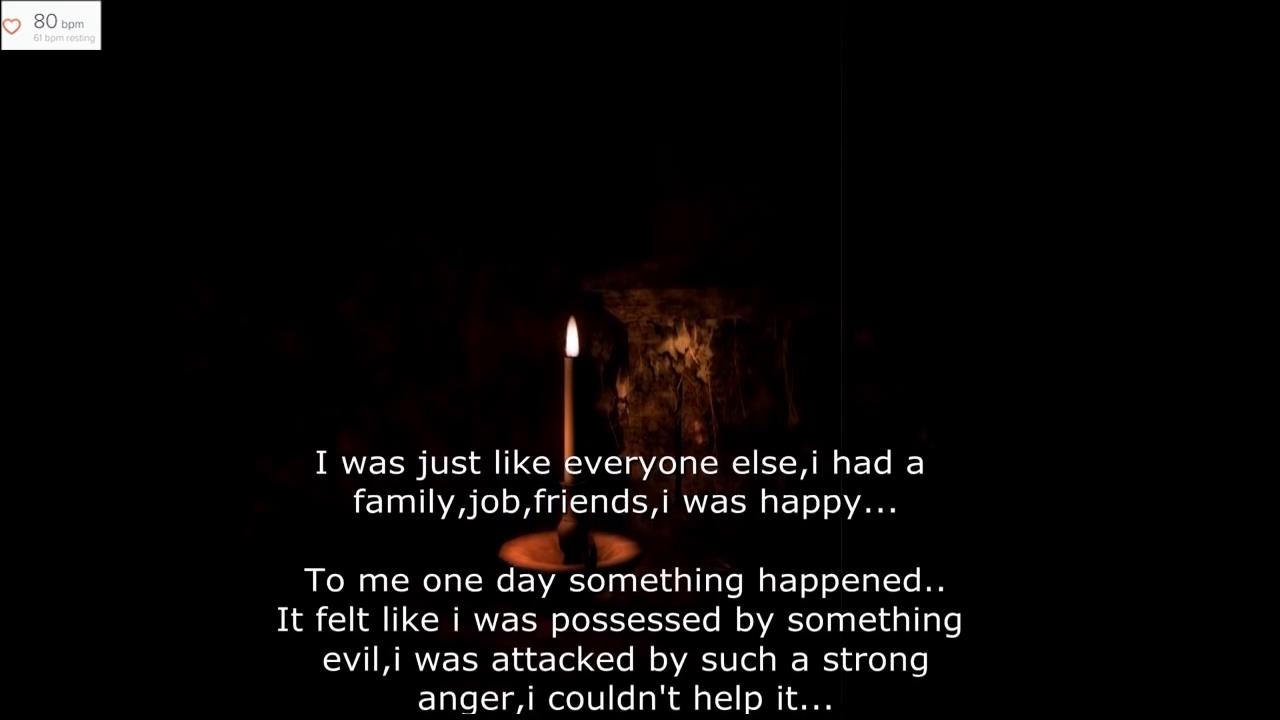 80 bpm
61 bpm resting
I was just like everyone else,i had a
family,job,friends,i was happy...
To me one day something happened..
It felt like i was possessed by something
evil,i was attacked by such a strong
anger,i couldn't help it...